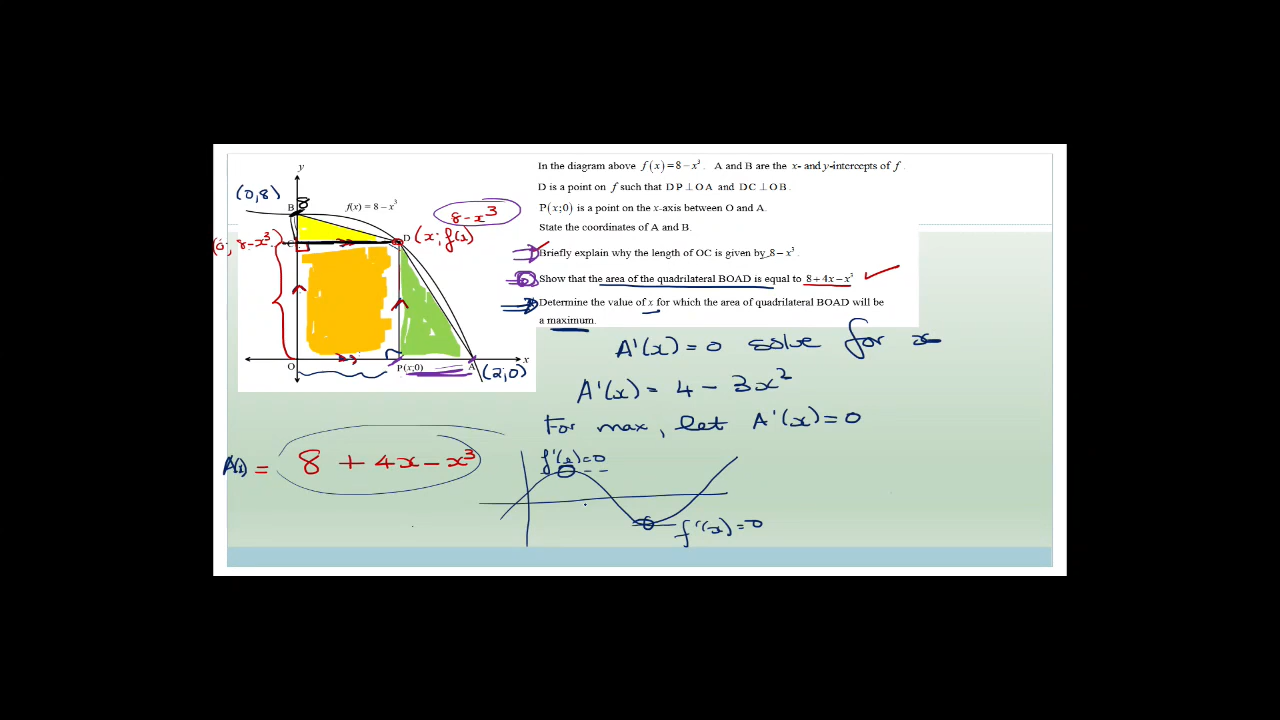 y
(0,8)
B 8
f(x) = 8 − x³
8 − x³
(0; 8 − x³)
C
D (x; f(x))
O
P(x;0)
A
x
(2,0)
In the diagram above f(x) = 8 − x³. A and B are the x- and y-intercepts of f.
D is a point on f such that DP ⊥ OA and DC ⊥ OB.
P(x;0) is a point on the x-axis between O and A.
State the coordinates of A and B.
Briefly explain why the length of OC is given by 8 − x³.
Show that the area of the quadrilateral BOAD is equal to 8 + 4x − x³
Determine the value of x for which the area of quadrilateral BOAD will be
a maximum.
A'(x) = 0 solve for x
A'(x) = 4 − 3x²
For max, let A'(x) = 0
A(x) = 8 + 4x − x³
f'(x) = 0
f'(x) = 0